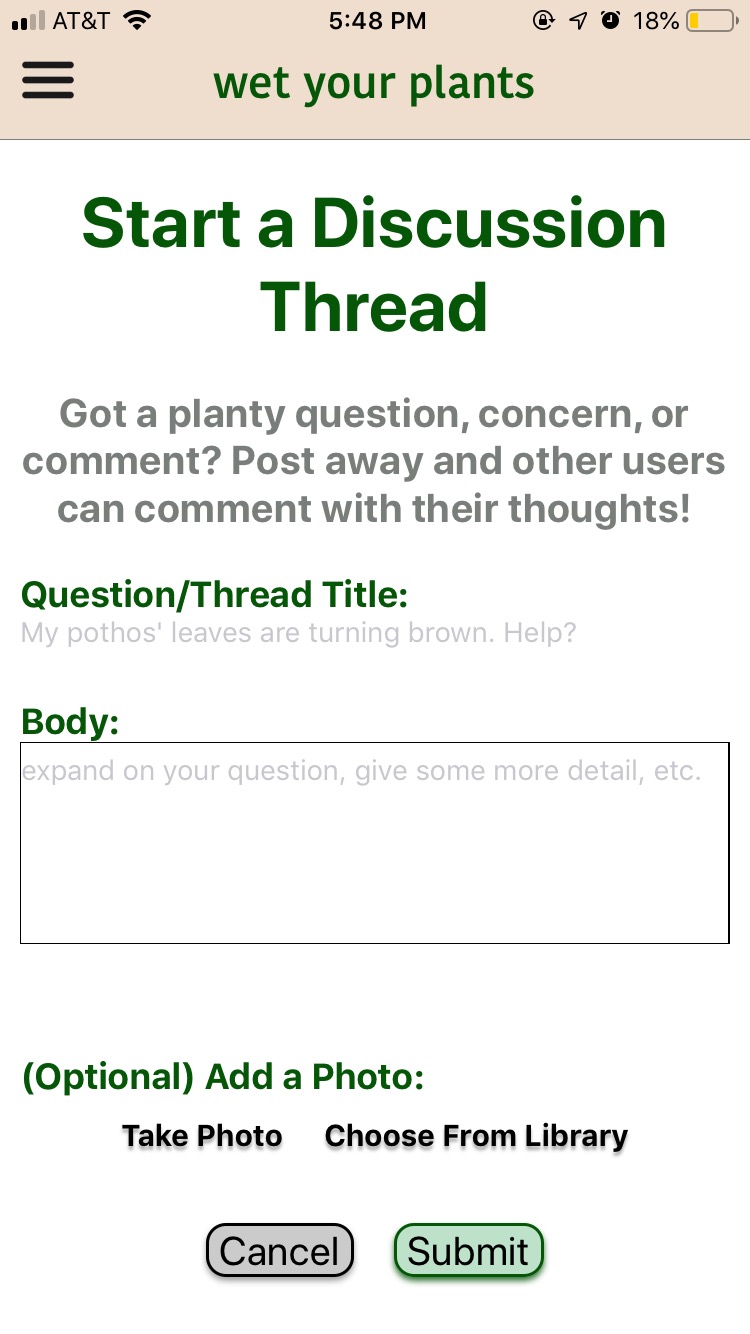 AT&T 5:48 PM 18%
wet your plants
Start a Discussion
Thread
Got a planty question, concern, or
comment? Post away and other users
can comment with their thoughts!
Question/Thread Title:
My pothos' leaves are turning brown. Help?
Body:
expand on your question, give some more detail, etc.
(Optional) Add a Photo:
Take Photo Choose From Library
Cancel Submit